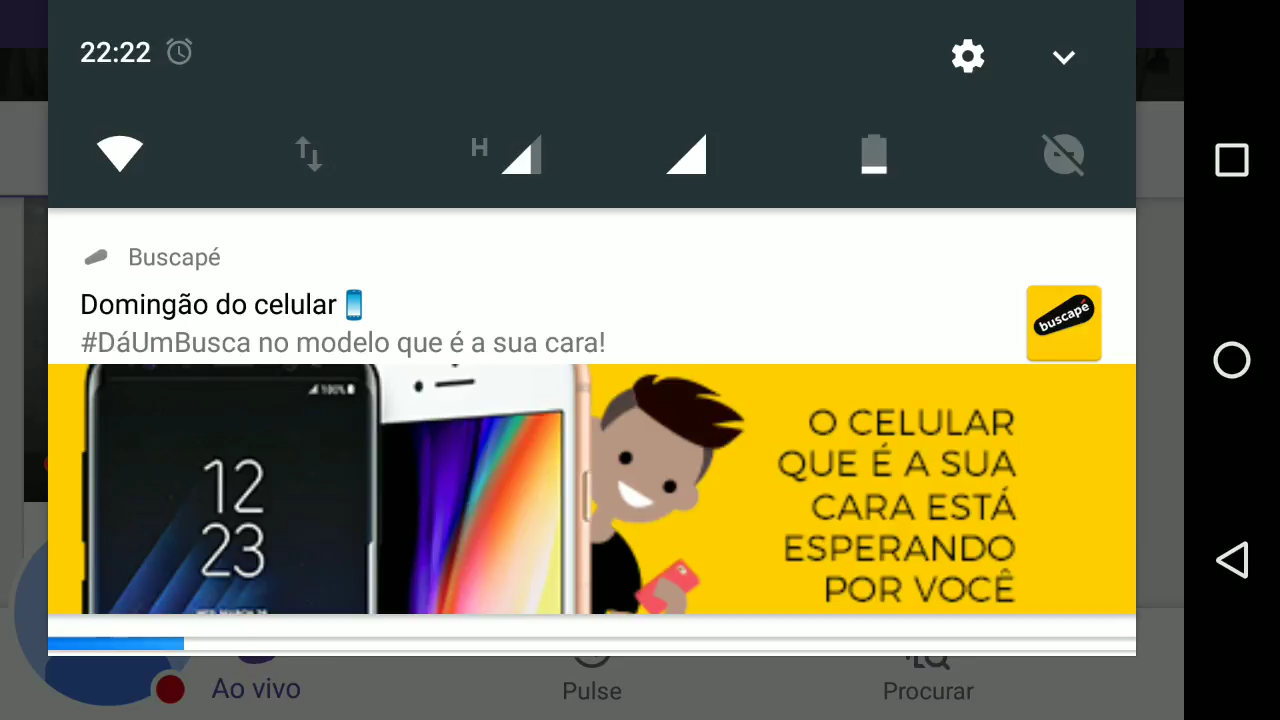 22:22
H
Buscapé
Domingão do celular
#DáUmBusca no modelo que é a sua cara!
buscapé
100%
12
23
O CELULAR
QUE É A SUA
CARA ESTÁ
ESPERANDO
POR VOCÊ
Ao vivo
Pulse
Procurar